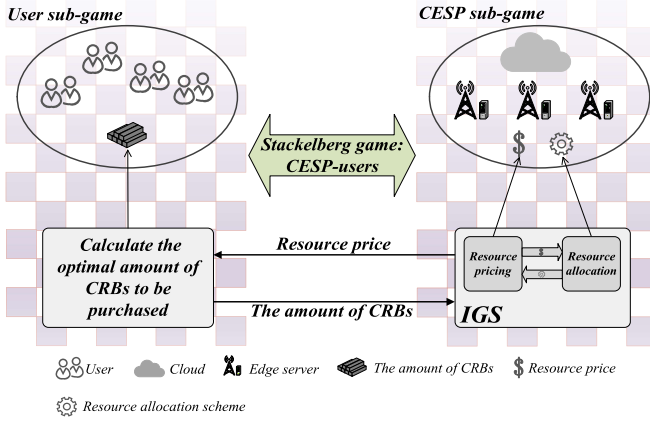 User sub-game
CESP sub-game
$
Stackelberg game:
CESP-users
Calculate the
optimal amount of
CRBs to be
purchased
Resource price
The amount of CRBs
Resource
pricing
Resource
allocation
IGS
User
Cloud
Edge server
The amount of CRBs
$ Resource price
Resource allocation scheme